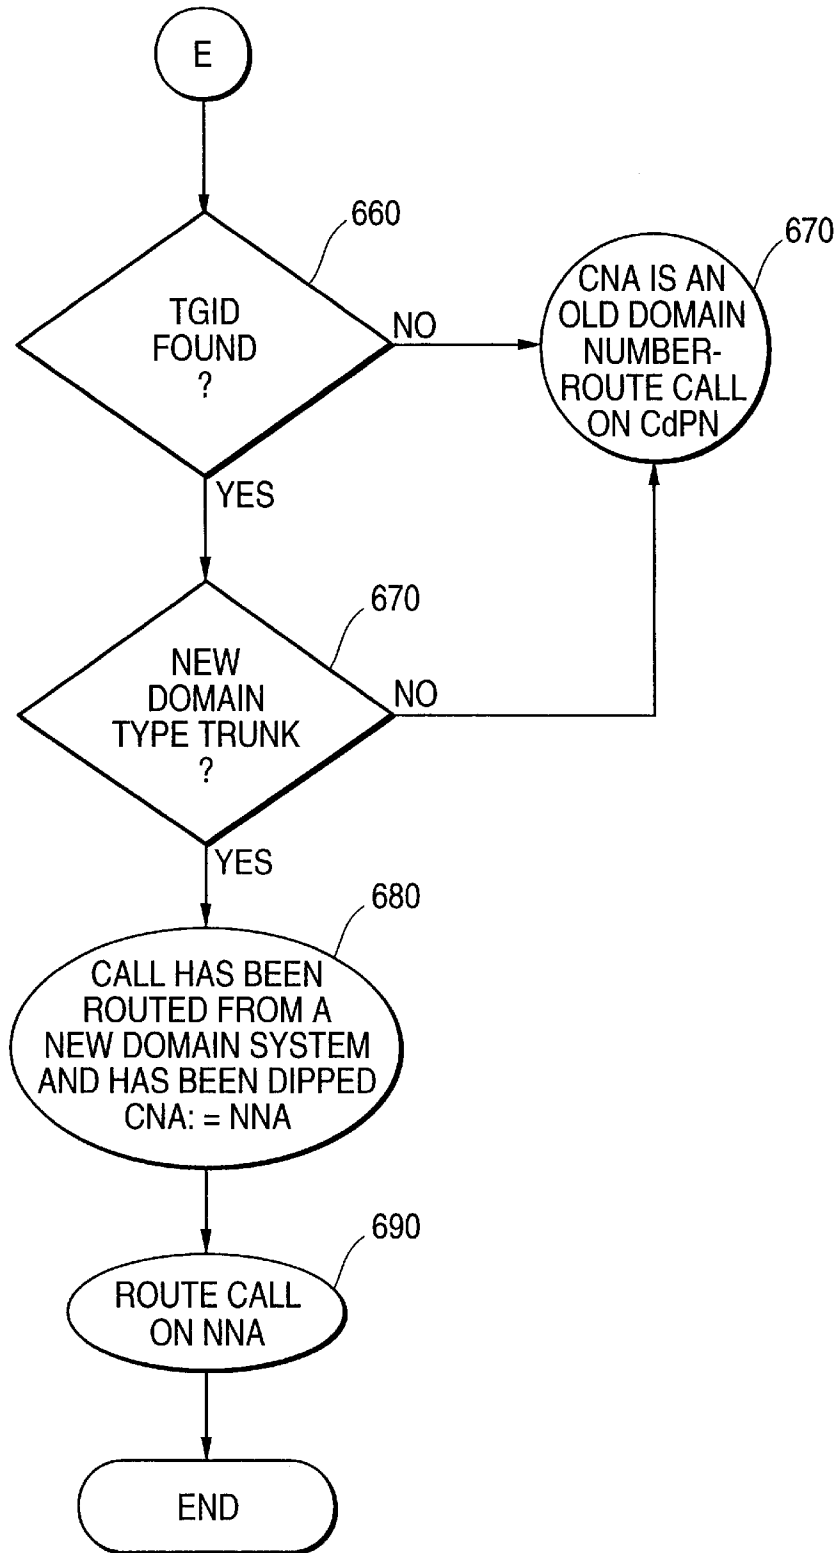 E
660
TGID
FOUND
?
NO
YES
670
CNA IS AN
OLD DOMAIN
NUMBER-
ROUTE CALL
ON CdPN
670
NEW
DOMAIN
TYPE TRUNK
?
NO
YES
680
CALL HAS BEEN
ROUTED FROM A
NEW DOMAIN SYSTEM
AND HAS BEEN DIPPED
CNA: = NNA
690
ROUTE CALL
ON NNA
END